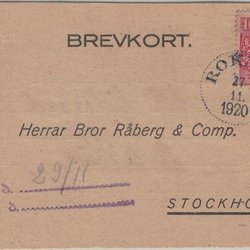 BREVKORT.
ROK
27
11.
1920
Herrar Bror Råberg & Comp.
29/11
d.
d.
STOCKHO